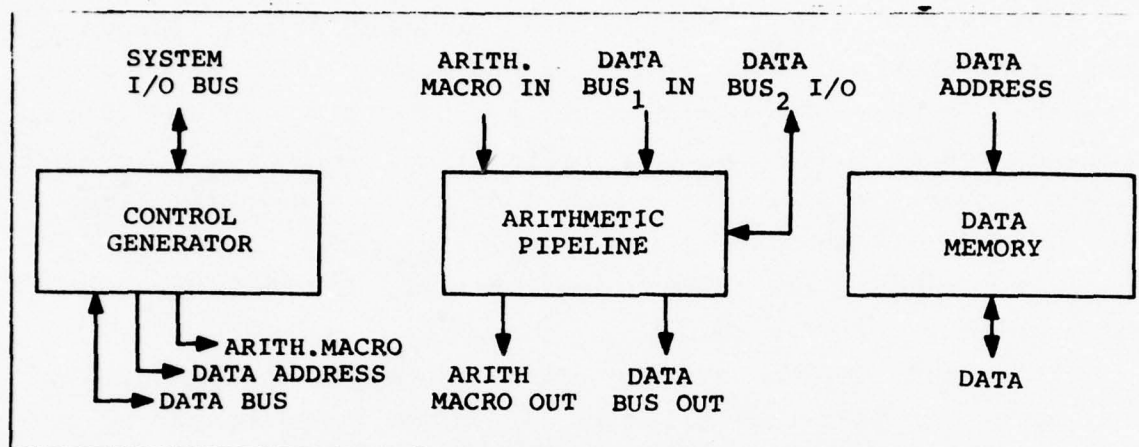 SYSTEM
I/O BUS
ARITH.
MACRO IN
DATA
BUS₁ IN
DATA
BUS₂ I/O
DATA
ADDRESS
CONTROL
GENERATOR
ARITHMETIC
PIPELINE
DATA
MEMORY
ARITH.MACRO
DATA ADDRESS
DATA BUS
ARITH
MACRO OUT
DATA
BUS OUT
DATA